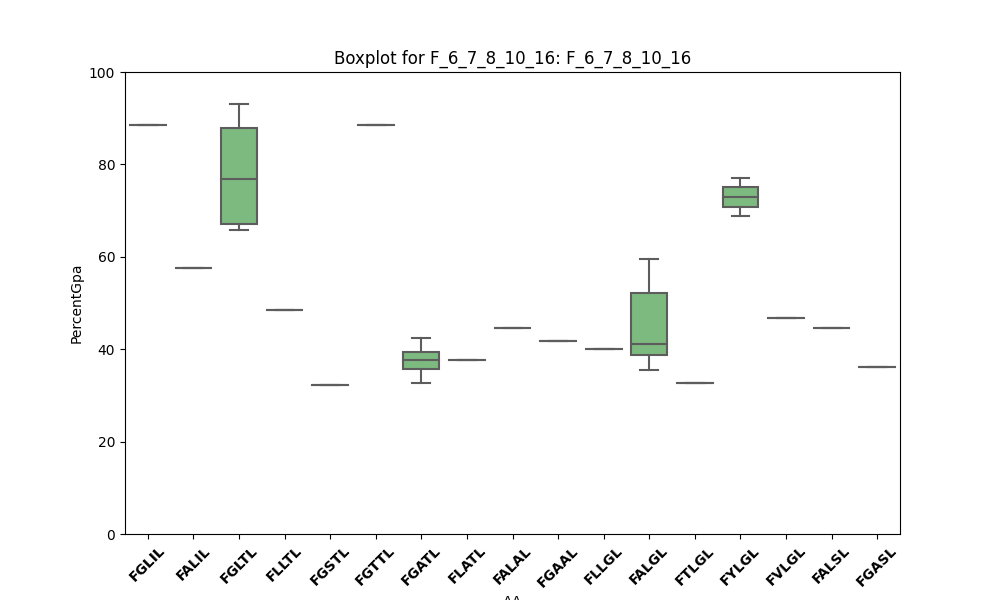 Boxplot for F_6_7_8_10_16: F_6_7_8_10_16
100
80
60
40
20
0
PercentGpa
FGLIL
FALIL
FGLTL
FLLTL
FGSTL
FGTTL
FGATL
FLATL
FALAL
FGAAL
FLLGL
FALGL
FTLGL
FYLGL
FVLGL
FALSL
FGASL